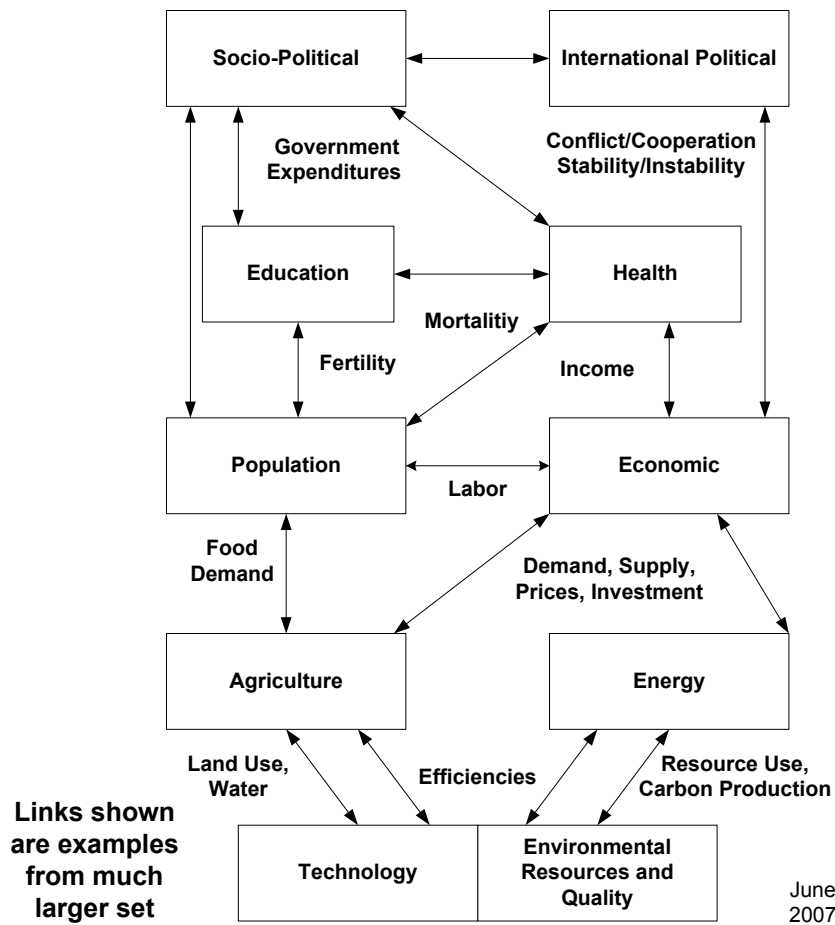 Socio-Political
International Political
Government
Expenditures
Conflict/Cooperation
Stability/Instability
Education
Health
Mortalitiy
Fertility
Income
Population
Economic
Labor
Food
Demand
Demand, Supply,
Prices, Investment
Agriculture
Energy
Land Use,
Water
Efficiencies
Resource Use,
Carbon Production
Links shown
are examples
from much
larger set
Technology
Environmental
Resources and
Quality
June
2007